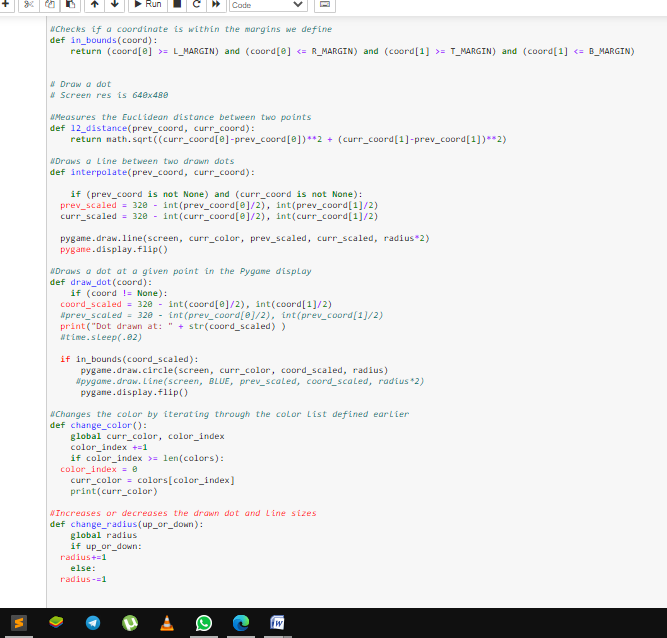 Run
Code
#Checks if a coordinate is within the margins we define
def in_bounds(coord):
    return (coord[0] >= L_MARGIN) and (coord[0] <= R_MARGIN) and (coord[1] >= T_MARGIN) and (coord[1] <= B_MARGIN)
# Draw a dot
# Screen res is 640x480
#Measures the Euclidean distance between two points
def l2_distance(prev_coord, curr_coord):
    return math.sqrt((curr_coord[0]-prev_coord[0])**2 + (curr_coord[1]-prev_coord[1])**2)
#Draws a line between two drawn dots
def interpolate(prev_coord, curr_coord):
    if (prev_coord is not None) and (curr_coord is not None):
  prev_scaled = 320 - int(prev_coord[0]/2), int(prev_coord[1]/2)
  curr_scaled = 320 - int(curr_coord[0]/2), int(curr_coord[1]/2)
  pygame.draw.line(screen, curr_color, prev_scaled, curr_scaled, radius*2)
  pygame.display.flip()
#Draws a dot at a given point in the Pygame display
def draw_dot(coord):
    if (coord != None):
  coord_scaled = 320 - int(coord[0]/2), int(coord[1]/2)
  #prev_scaled = 320 - int(prev_coord[0]/2), int(prev_coord[1]/2)
  print("Dot drawn at: " + str(coord_scaled) )
  #time.sleep(.02)
  if in_bounds(coord_scaled):
      pygame.draw.circle(screen, curr_color, coord_scaled, radius)
     #pygame.draw.line(screen, BLUE, prev_scaled, coord_scaled, radius*2)
      pygame.display.flip()
#Changes the color by iterating through the color list defined earlier
def change_color():
    global curr_color, color_index
    color_index +=1
    if color_index >= len(colors):
  color_index = 0
    curr_color = colors[color_index]
    print(curr_color)
#Increases or decreases the drawn dot and line sizes
def change_radius(up_or_down):
    global radius
    if up_or_down:
  radius+=1
    else:
  radius-=1